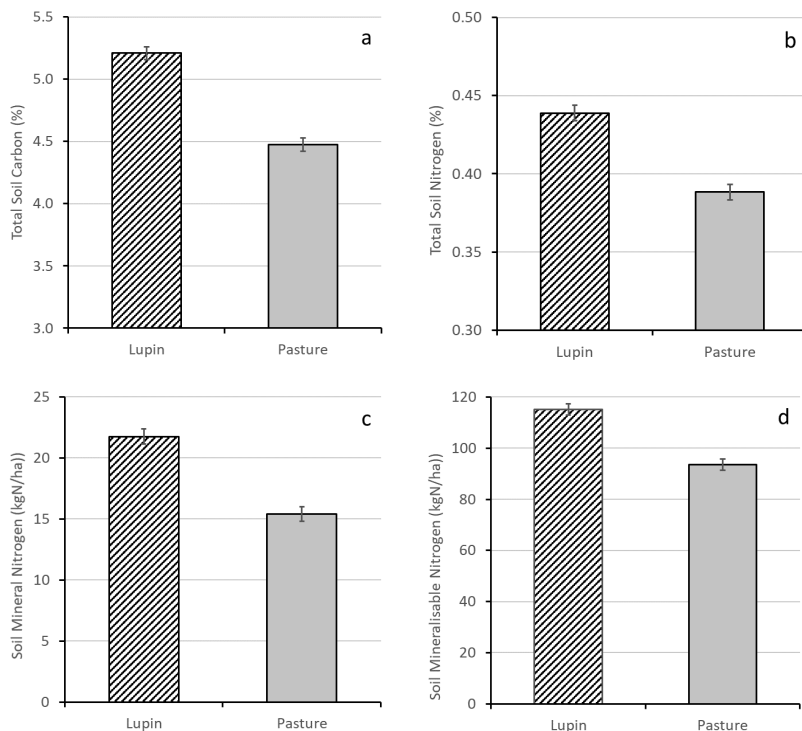 a
Total Soil Carbon (%)
5.5
5.0
4.5
4.0
3.5
3.0
Lupin Pasture
b
Total Soil Nitrogen (%)
0.50
0.45
0.40
0.35
0.30
Lupin Pasture
c
Soil Mineral Nitrogen (kgN/ha))
25
20
15
10
5
0
Lupin Pasture
d
Soil Mineralisable Nitrogen (kgN/ha))
120
100
80
60
40
20
0
Lupin Pasture